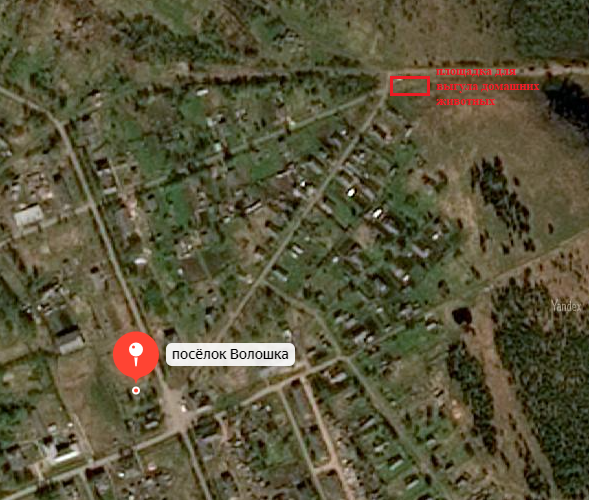 площадка для
выгула домашних
животных
Yandex
посёлок Волошка